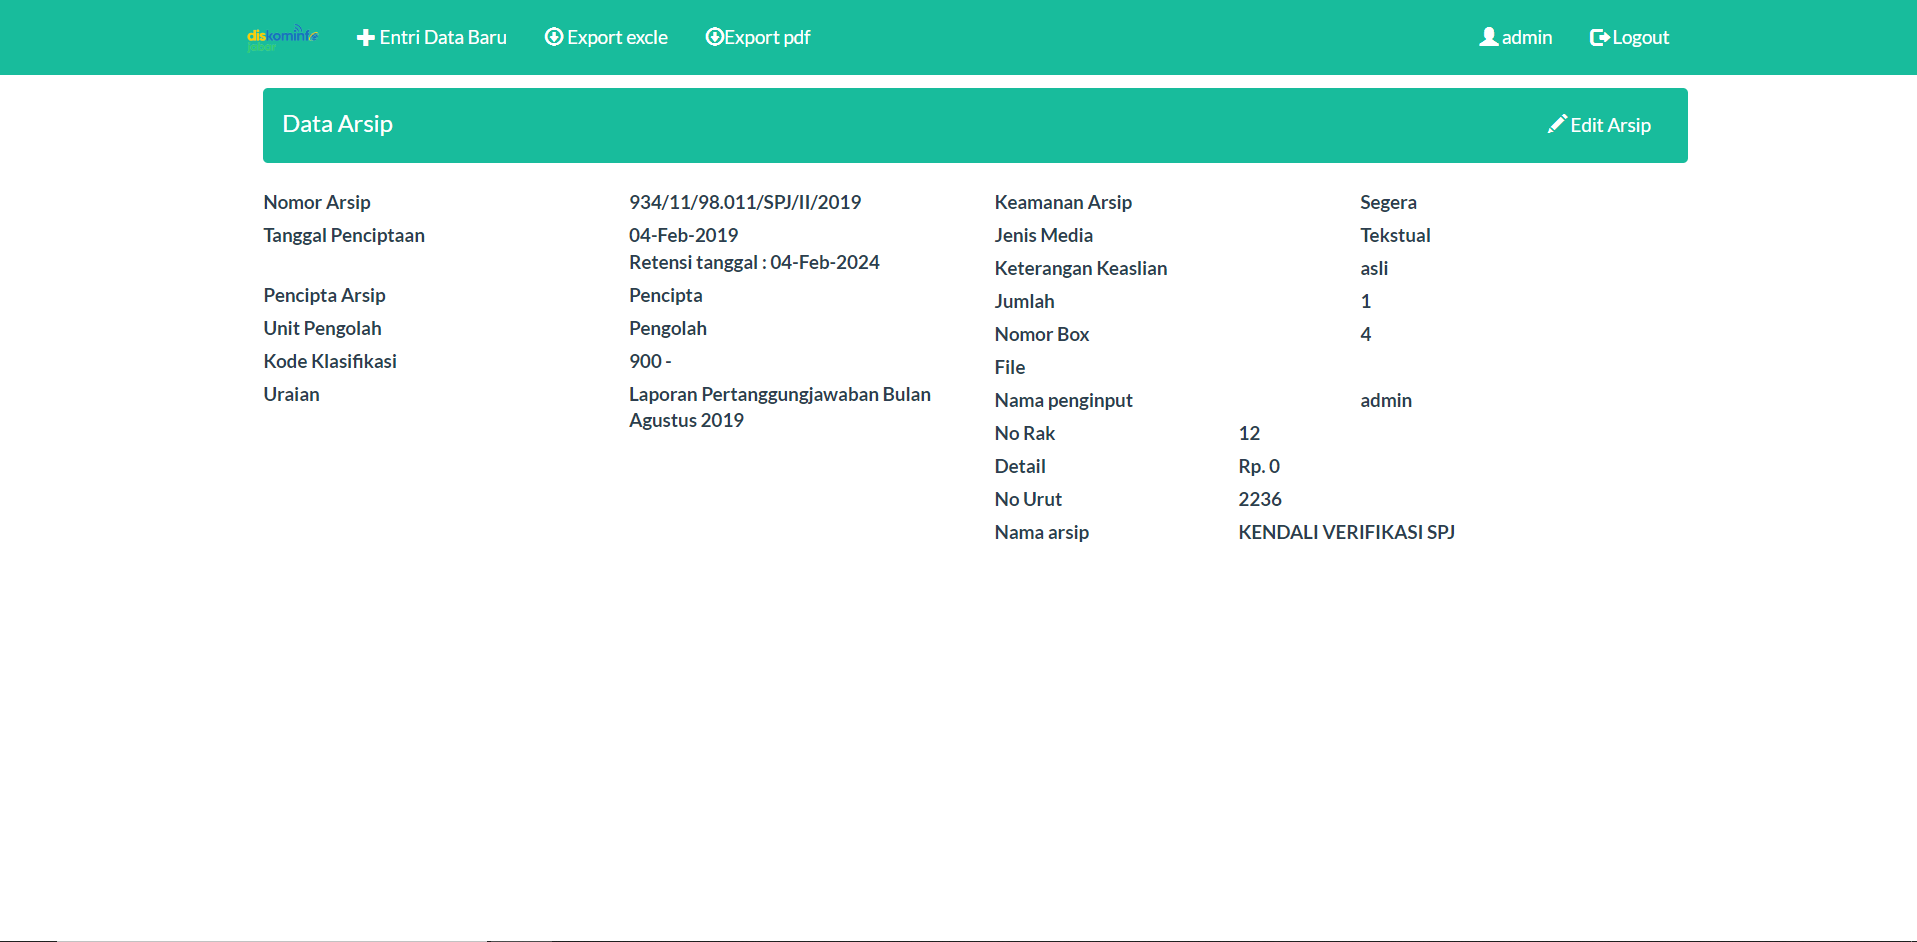 diskominfo
jabar
Entri Data Baru
Export excle
Export pdf
admin
Logout
Data Arsip
Edit Arsip
Nomor Arsip 934/11/98.011/SPJ/II/2019
Tanggal Penciptaan 04-Feb-2019
Retensi tanggal : 04-Feb-2024
Pencipta Arsip Pencipta
Unit Pengolah Pengolah
Kode Klasifikasi 900 -
Uraian Laporan Pertanggungjawaban Bulan
Agustus 2019
Keamanan Arsip Segera
Jenis Media Tekstual
Keterangan Keaslian asli
Jumlah 1
Nomor Box 4
File
Nama penginput admin
No Rak 12
Detail Rp. 0
No Urut 2236
Nama arsip KENDALI VERIFIKASI SPJ